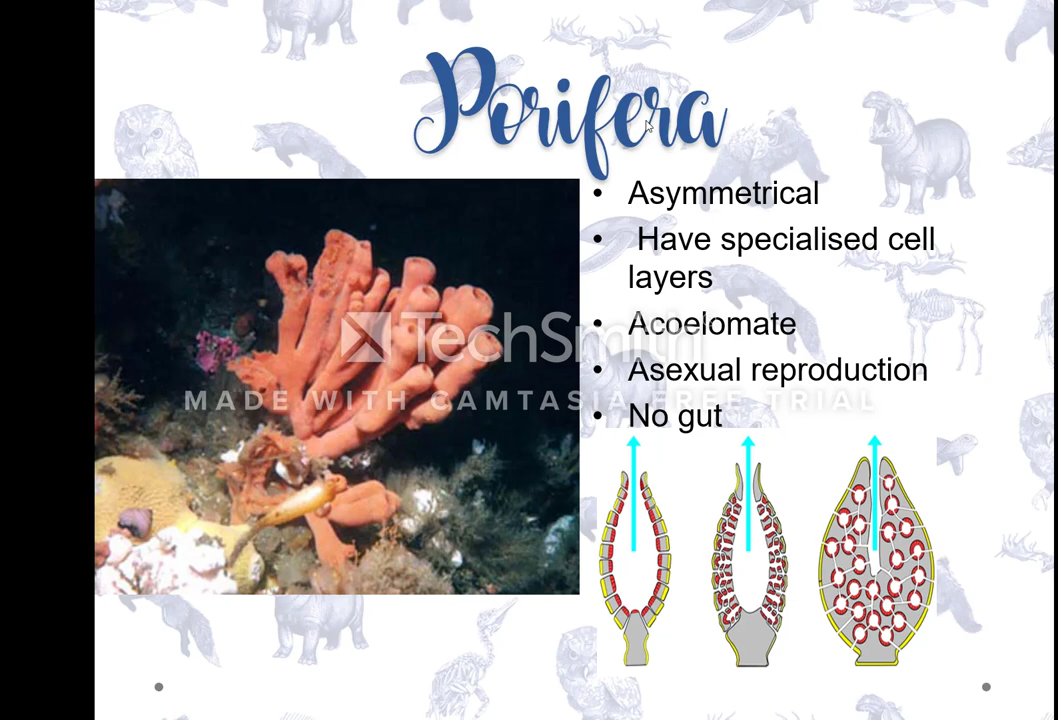 Porifera
• Asymmetrical
• Have specialised cell
layers
• Acoelomate
• Asexual reproduction
• No gut
TechSmith
MADE WITH CAMTASIA FREE TRIAL